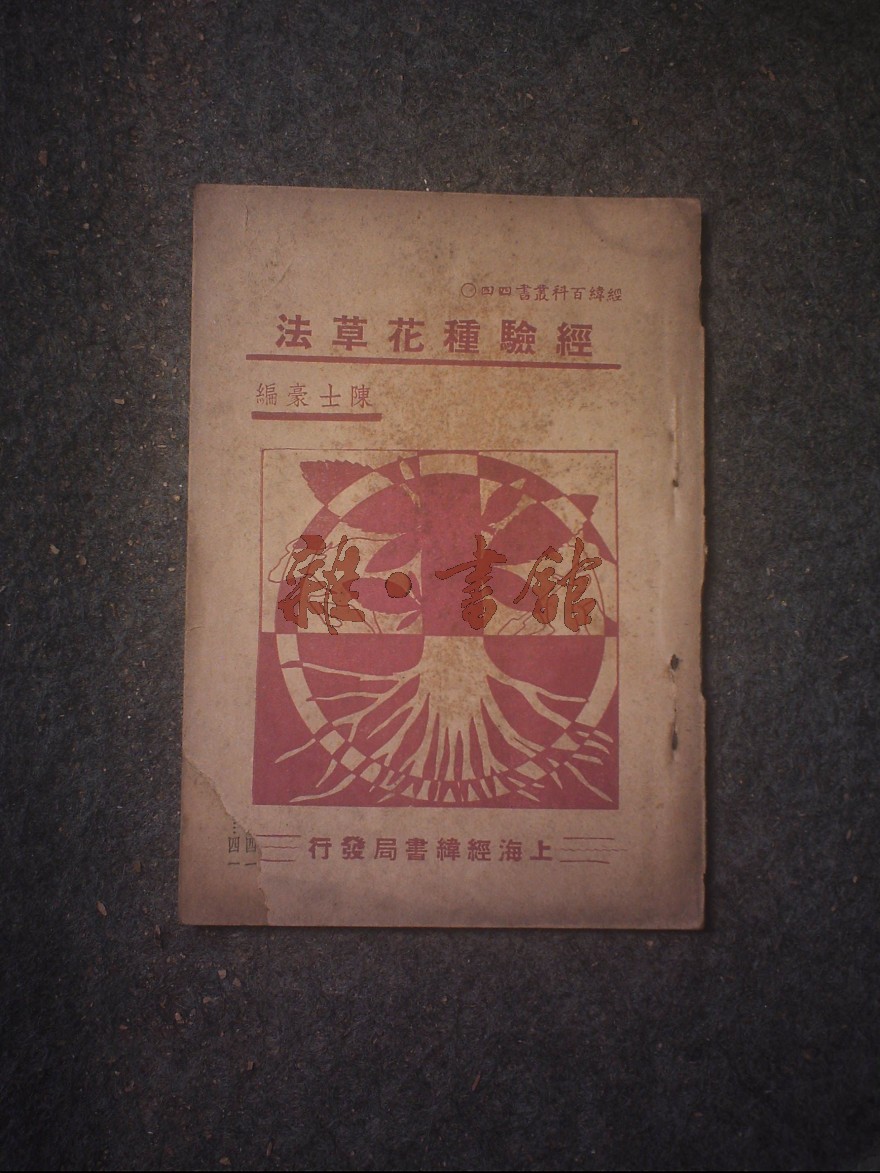 經緯百科叢書四四〇
經驗種花草法
陳士豪編
雜·書館
上海經緯書局發行